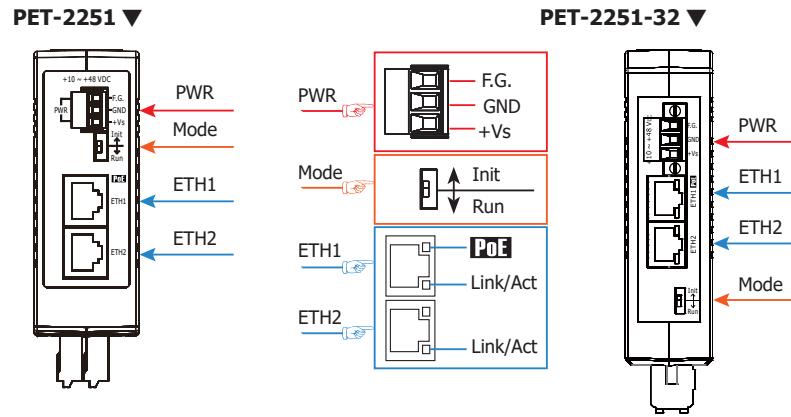 PET-2251 ▼
+10 ~ +48 VDC
PWR
F.G.
GND
+Vs
Init
Run
PoE
ETH1
ETH2
PWR
Mode
ETH1
ETH2
PWR
F.G.
GND
+Vs
Mode
Init
Run
ETH1
PoE
Link/Act
ETH2
Link/Act
PET-2251-32 ▼
+10 ~ +48 VDC
F.G.
GND
+Vs
ETH1 PoE
ETH2
Init
Run
PWR
ETH1
ETH2
Mode